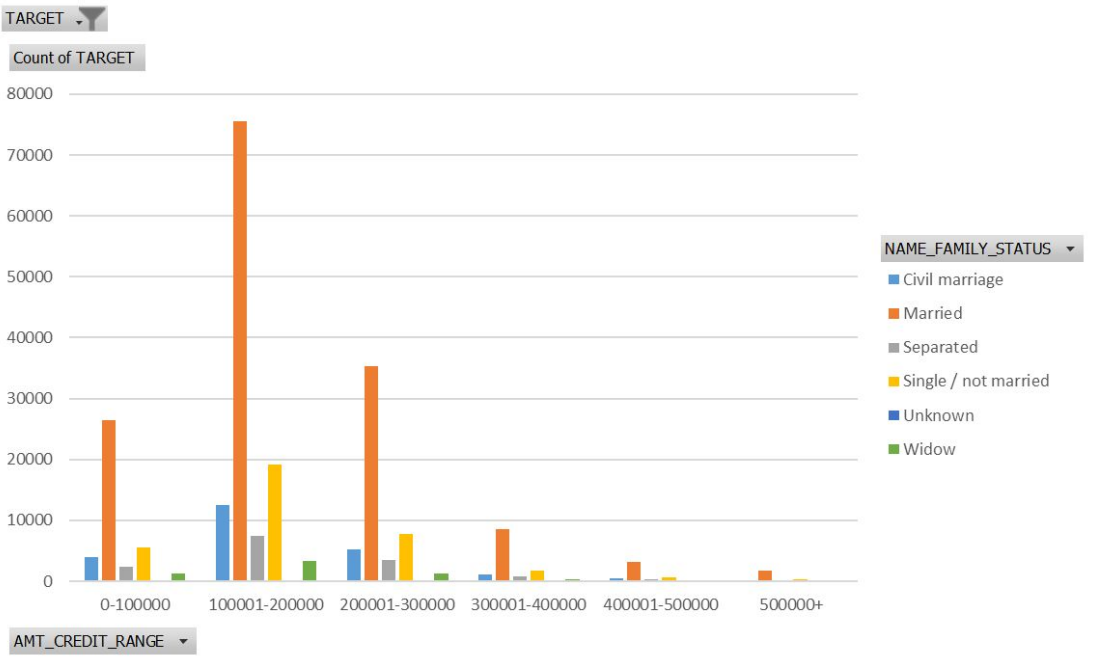 TARGET
Count of TARGET
80000
70000
60000
50000
40000
30000
20000
10000
0
0-100000 100001-200000 200001-300000 300001-400000 400001-500000 500000+
AMT_CREDIT_RANGE
NAME_FAMILY_STATUS
Civil marriage
Married
Separated
Single / not married
Unknown
Widow